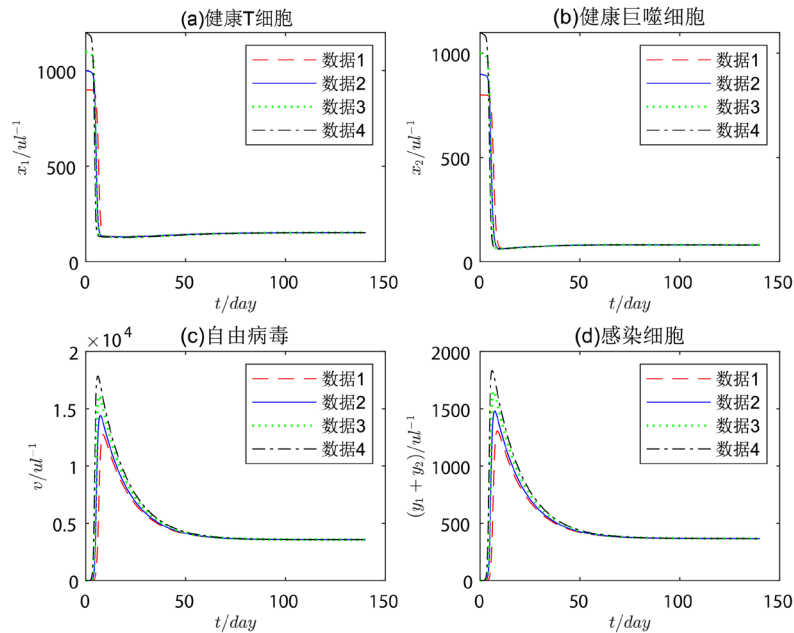 (a)健康T细胞
x₁/ul⁻¹
1000
500
0
数据1
数据2
数据3
数据4
0 50 100 150
t/day
(b)健康巨噬细胞
x₂/ul⁻¹
1000
500
0
数据1
数据2
数据3
数据4
0 50 100 150
t/day
(c)自由病毒
×10⁴
v/ul⁻¹
2
1.5
1
0.5
0
数据1
数据2
数据3
数据4
0 50 100 150
t/day
(d)感染细胞
(y₁ + y₂)/ul⁻¹
2000
1500
1000
500
0
数据1
数据2
数据3
数据4
0 50 100 150
t/day